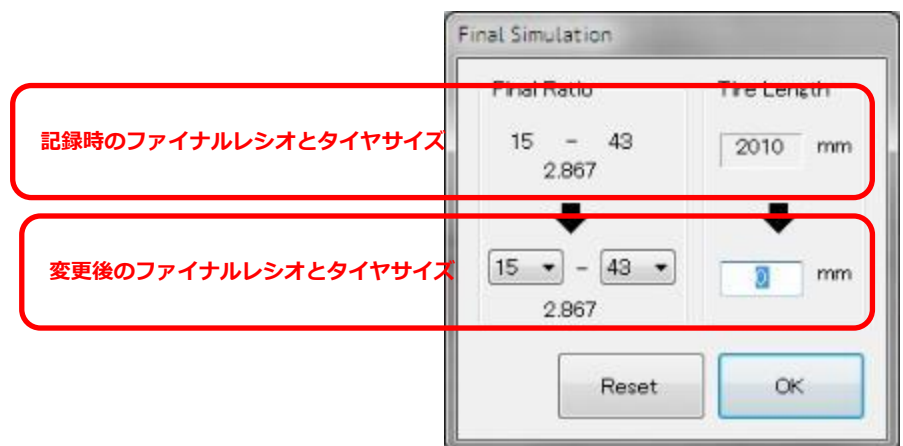 Final Simulation
Final Ratio
Tire Length
記録時のファイナルレシオとタイヤサイズ
15 - 43
2010 mm
2.867
変更後のファイナルレシオとタイヤサイズ
15 - 43
0 mm
2.867
Reset
OK